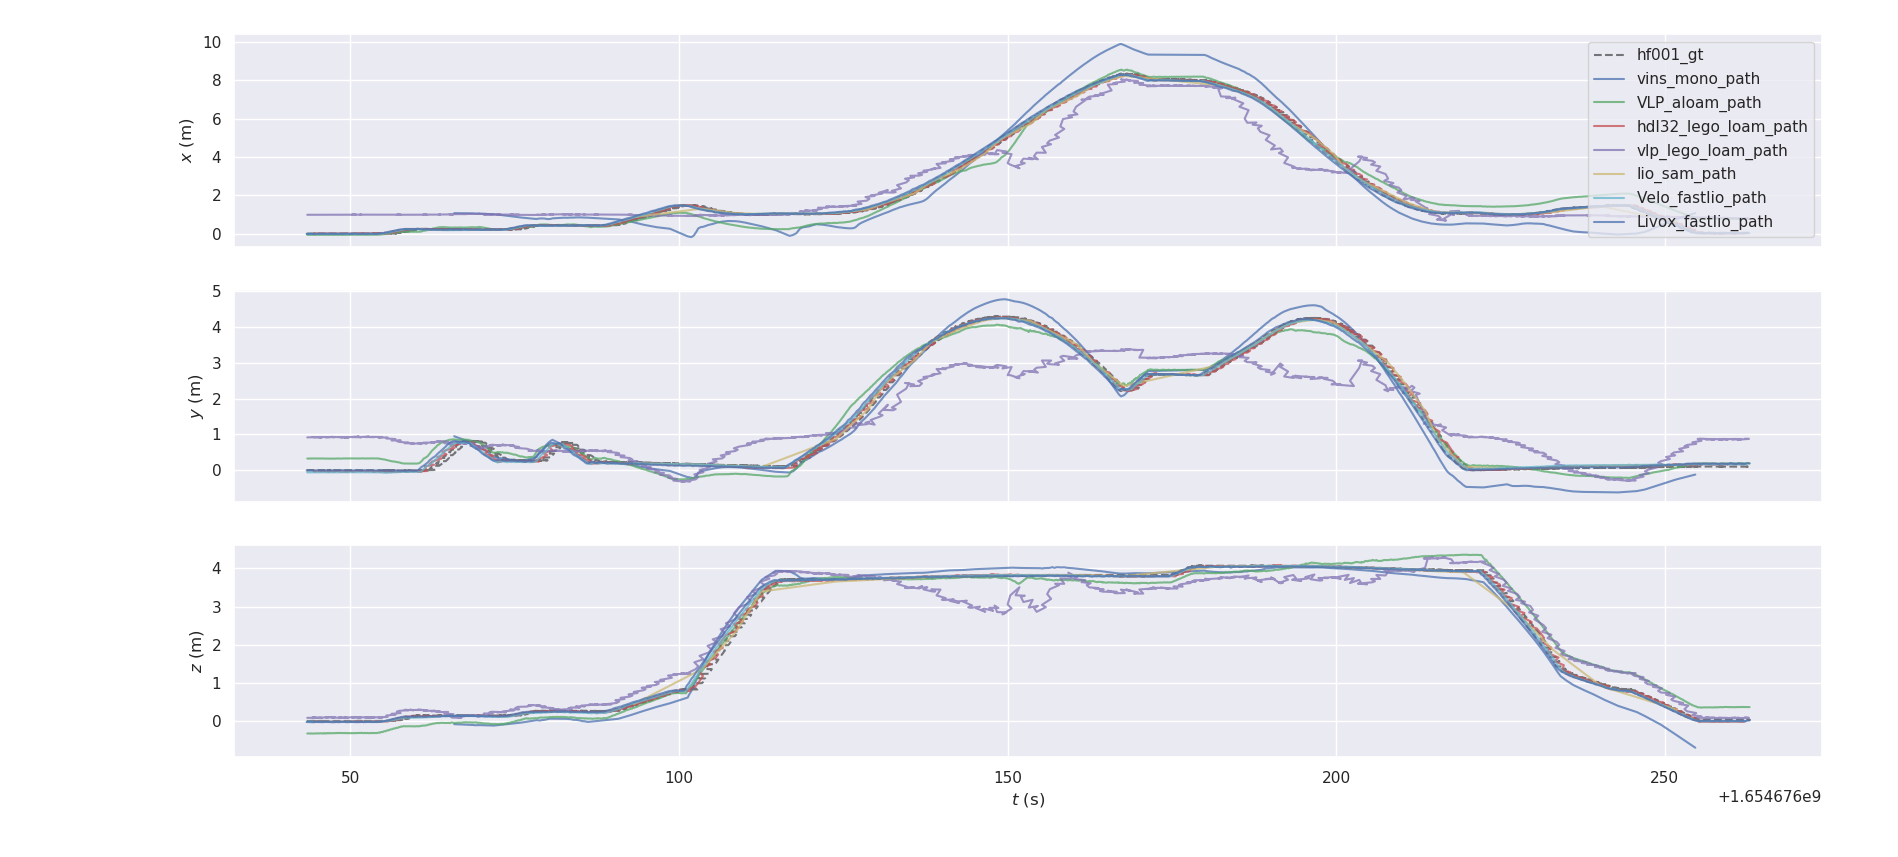 10
8
6
4
2
0
x (m)
hf001_gt
vins_mono_path
VLP_aloam_path
hdl32_lego_loam_path
vlp_lego_loam_path
lio_sam_path
Velo_fastlio_path
Livox_fastlio_path
5
4
3
2
1
0
y (m)
4
3
2
1
0
z (m)
50 100 150 200 250
t (s)
+1.654676e9